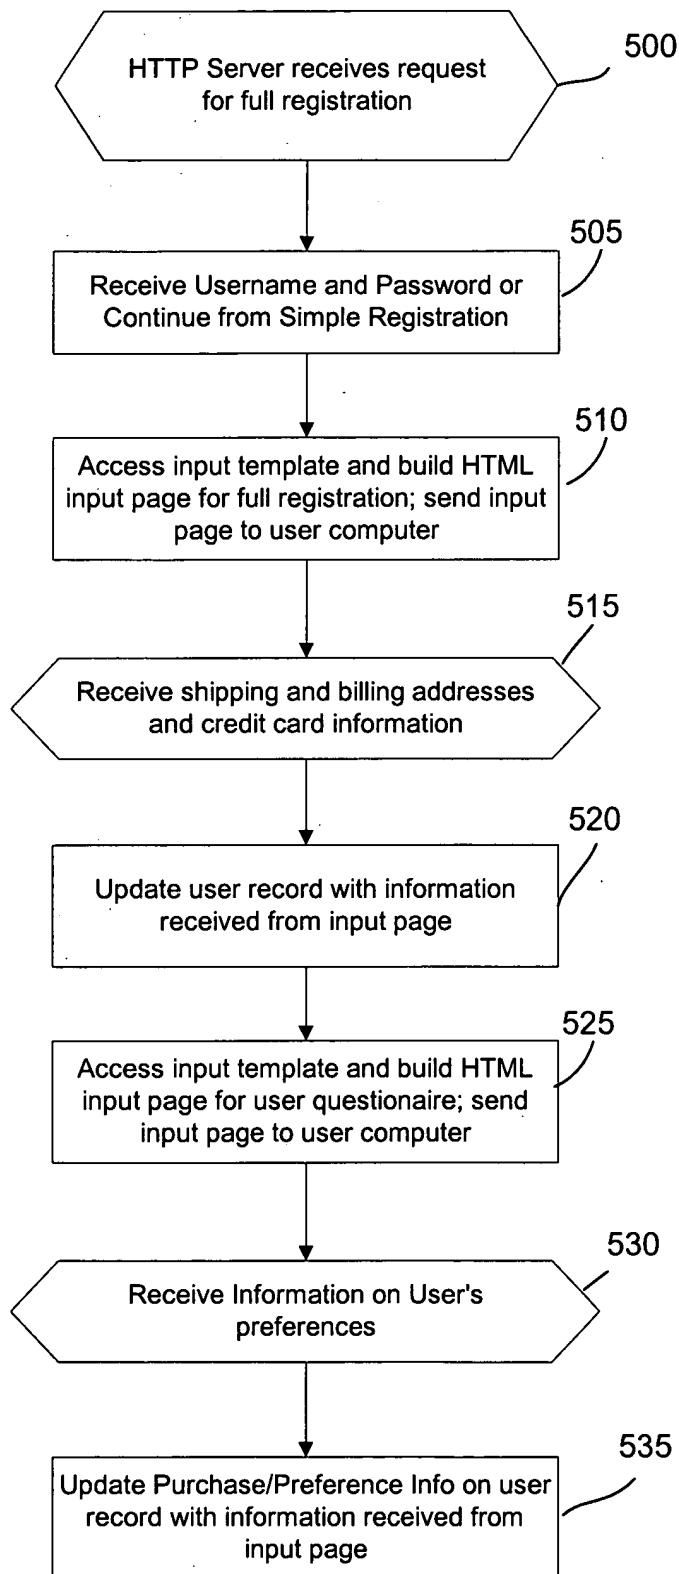 500
HTTP Server receives request
for full registration
505
Receive Username and Password or
Continue from Simple Registration
510
Access input template and build HTML
input page for full registration; send input
page to user computer
515
Receive shipping and billing addresses
and credit card information
520
Update user record with information
received from input page
525
Access input template and build HTML
input page for user questionaire; send
input page to user computer
530
Receive Information on User's
preferences
535
Update Purchase/Preference Info on user
record with information received from
input page